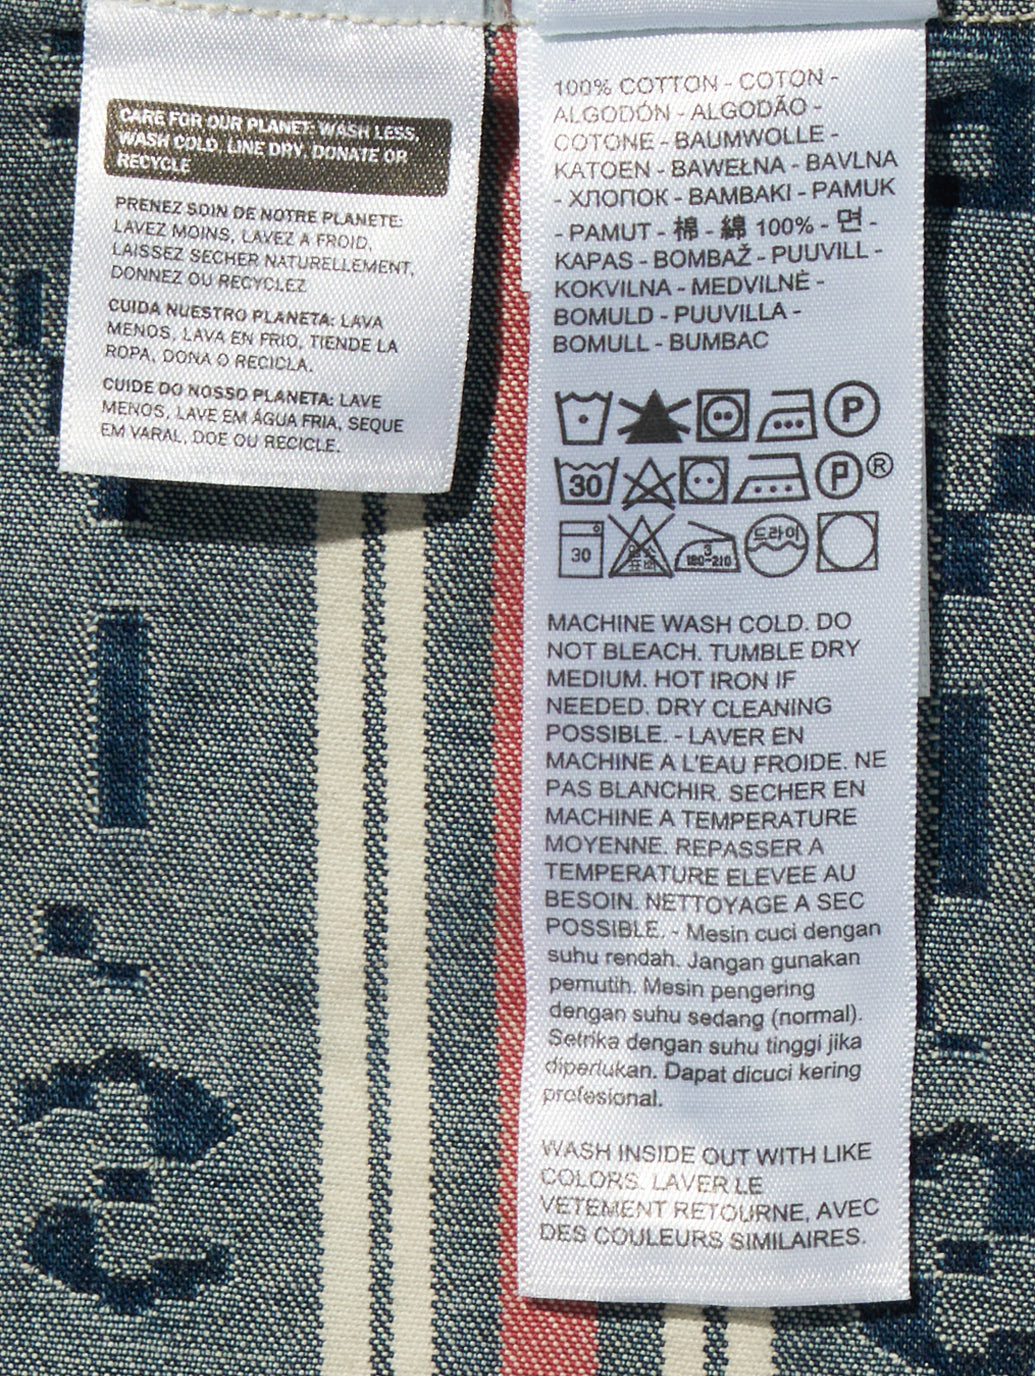 CARE FOR OUR PLANET: WASH LESS,
WASH COLD, LINE DRY, DONATE OR
RECYCLE
PRENEZ SOIN DE NOTRE PLANETE:
LAVEZ MOINS, LAVEZ A FROID,
LAISSEZ SECHER NATURELLEMENT,
DONNEZ OU RECYCLEZ
CUIDA NUESTRO PLANETA: LAVA
MENOS, LAVA EN FRIO, TIENDE LA
ROPA, DONA O RECICLA.
CUIDE DO NOSSO PLANETA: LAVE
MENOS, LAVE EM ÁGUA FRIA, SEQUE
EM VARAL, DOE OU RECICLE.
100% COTTON - COTON -
ALGODÓN - ALGODÃO -
COTONE - BAUMWOLLE -
KATOEN - BAWEŁNA - BAVLNA
- ХЛОПОК - BAMBAKI - PAMUK
- PAMUT - 棉 - 綿 100% - 면 -
KAPAS - BOMBAŽ - PUUVILL -
KOKVILNA - MEDVILNĖ -
BOMULD - PUUVILLA -
BOMULL - BUMBAC
P
30 P ®
30 3 180~210 드라이
MACHINE WASH COLD. DO
NOT BLEACH. TUMBLE DRY
MEDIUM. HOT IRON IF
NEEDED. DRY CLEANING
POSSIBLE. - LAVER EN
MACHINE A L'EAU FROIDE. NE
PAS BLANCHIR. SECHER EN
MACHINE A TEMPERATURE
MOYENNE. REPASSER A
TEMPERATURE ELEVEE AU
BESOIN. NETTOYAGE A SEC
POSSIBLE. - Mesin cuci dengan
suhu rendah. Jangan gunakan
pemutih. Mesin pengering
dengan suhu sedang (normal).
Setrika dengan suhu tinggi jika
diperlukan. Dapat dicuci kering
profesional.
WASH INSIDE OUT WITH LIKE
COLORS. LAVER LE
VETEMENT RETOURNE, AVEC
DES COULEURS SIMILAIRES.